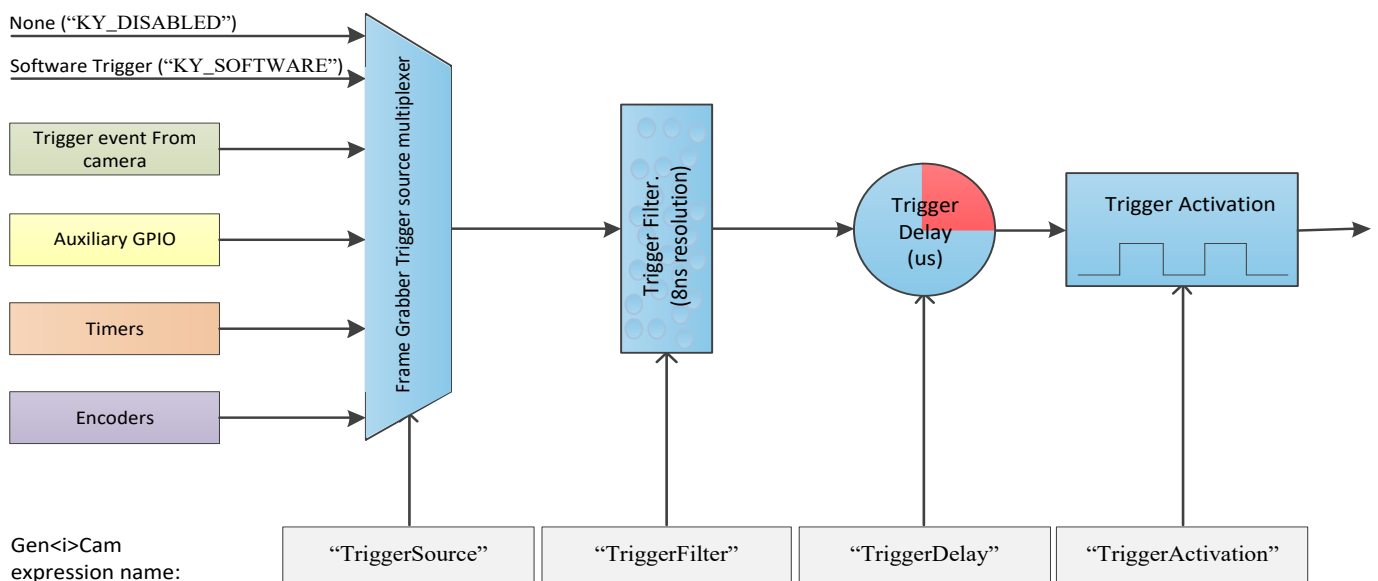 None (“KY_DISABLED”)
Software Trigger (“KY_SOFTWARE”)
Trigger event From
camera
Auxiliary GPIO
Timers
Encoders
Frame Grabber Trigger source multiplexer
Trigger Filter.
(8ns resolution)
Trigger
Delay
(us)
Trigger Activation
Gen<i>Cam
expression name:
“TriggerSource”
“TriggerFilter”
“TriggerDelay”
“TriggerActivation”